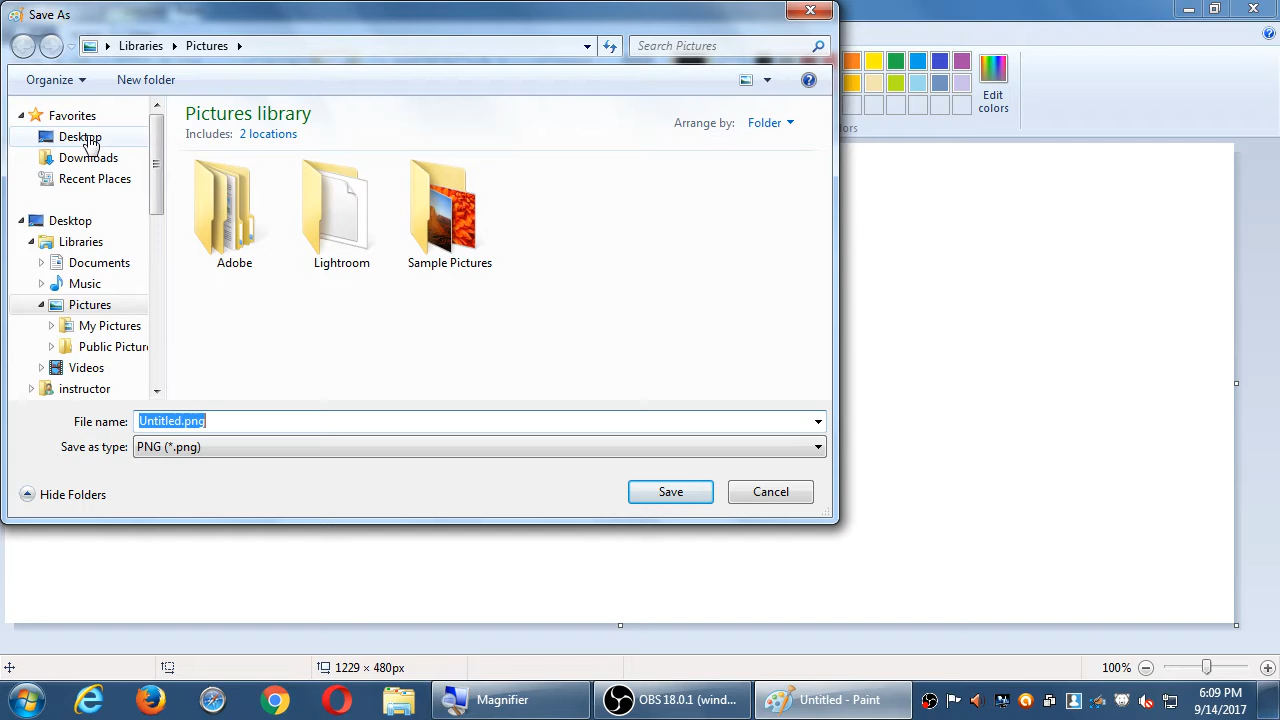 Save As
Libraries Pictures
Search Pictures
Organize New folder
Edit colors
ors
Favorites
Desktop
Downloads
Recent Places
Desktop
Libraries
Documents
Music
Pictures
My Pictures
Public Pictur
Videos
instructor
Pictures library
Includes: 2 locations
Arrange by: Folder
Adobe
Lightroom
Sample Pictures
File name: Untitled.png
Save as type: PNG (*.png)
Hide Folders
Save
Cancel
1229 × 480px
100%
Magnifier
OBS 18.0.1 (wind...
Untitled - Paint
6:09 PM
9/14/2017